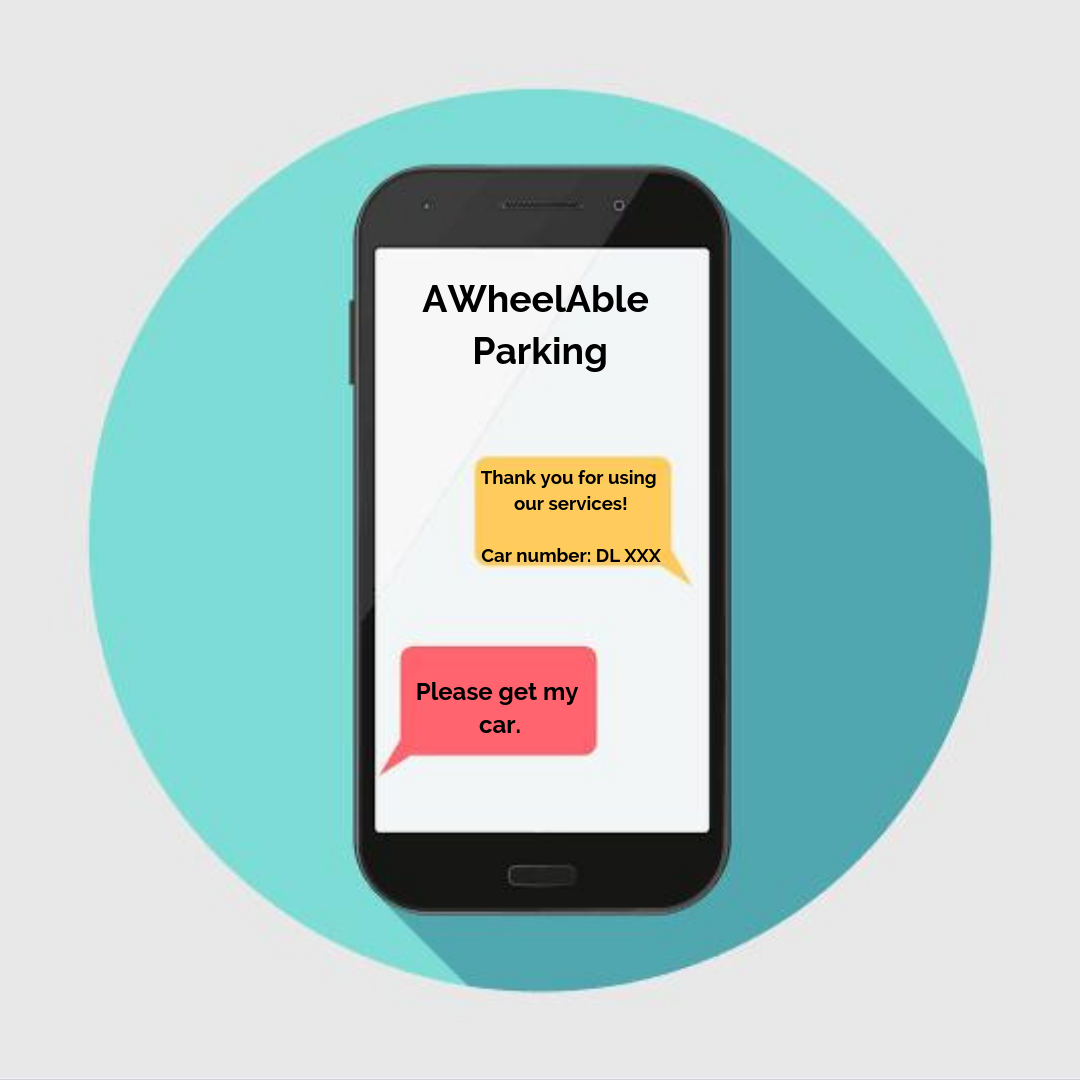 AWheelAble
Parking
Thank you for using
our services!
Car number: DL XXX
Please get my
car.